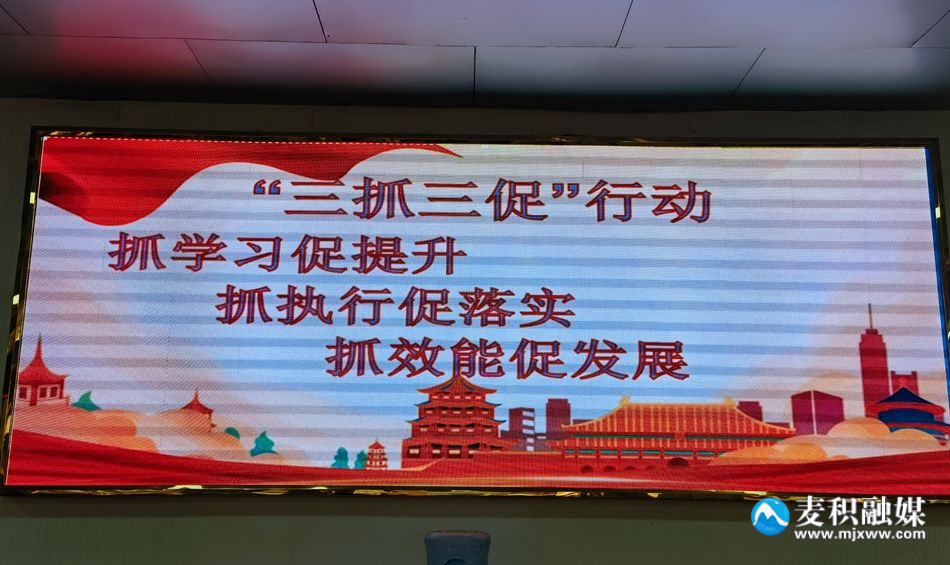 “三抓三促”行动
抓学习促提升
抓执行促落实
抓效能促发展
麦积融媒
www.mjxww.com